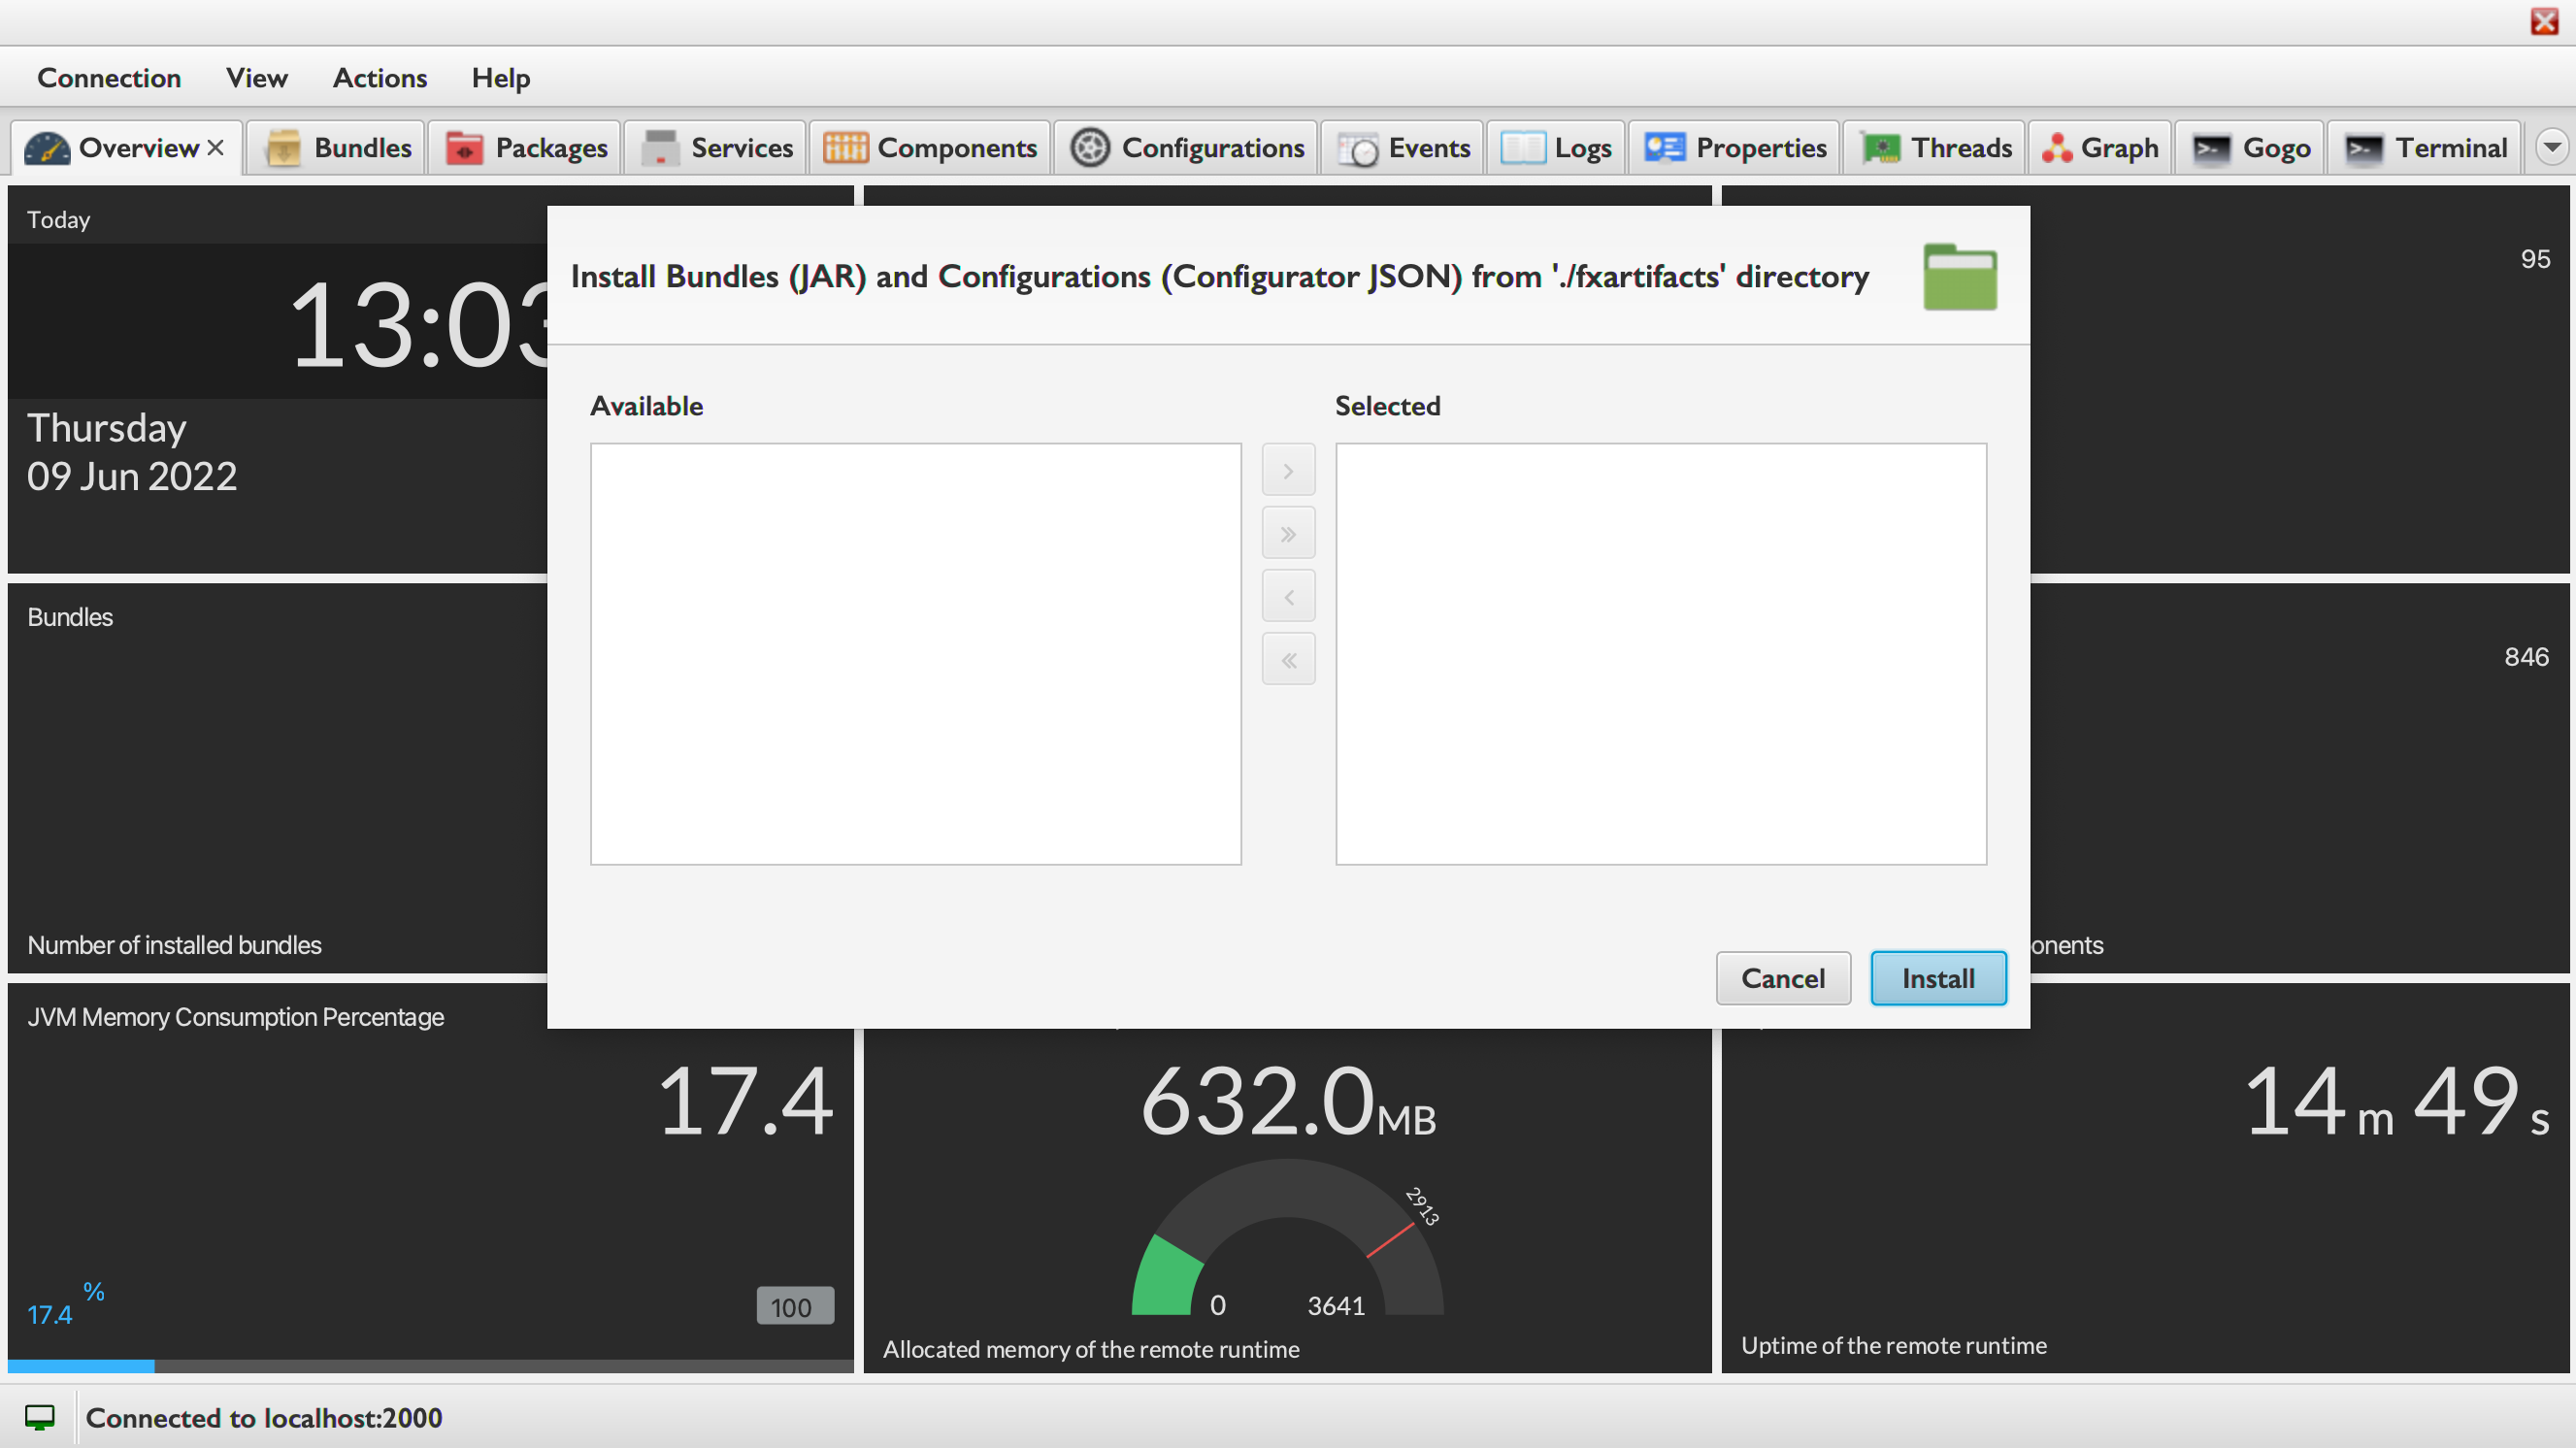 Connection View Actions Help
Overview Bundles Packages Services Components Configurations Events Logs Properties Threads Graph Gogo Terminal
Today
13:03
Thursday
09 Jun 2022
95
Install Bundles (JAR) and Configurations (Configurator JSON) from './fxartifacts' directory
Available Selected
Cancel Install
Bundles
846
Number of installed bundles
onents
JVM Memory Consumption Percentage
17.4
17.4 %
100
632.0 MB
2913
0 3641
Allocated memory of the remote runtime
14 m 49 s
Uptime of the remote runtime
Connected to localhost:2000